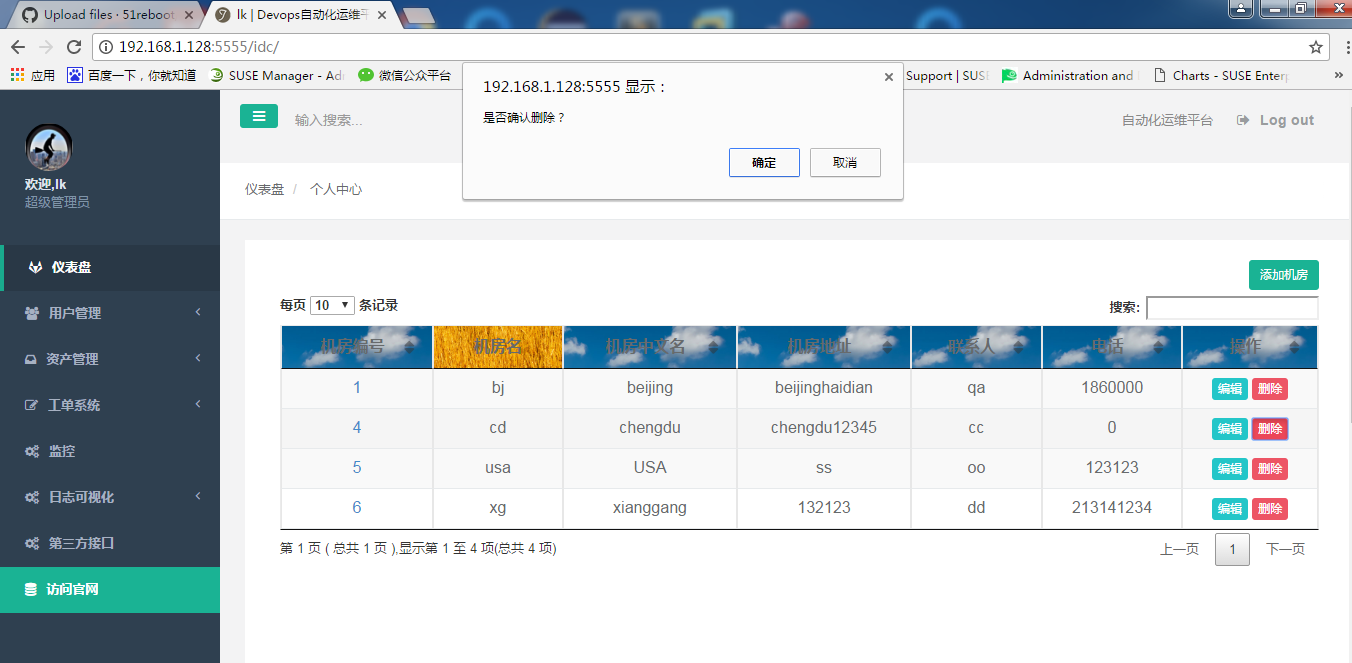 Upload files · 51reboot
lk | Devops自动化运维平
192.168.1.128:5555/idc/
应用 百度一下，你就知道 SUSE Manager - Adm 微信公众平台 Support | SUSE Administration and Charts - SUSE Enterp »
192.168.1.128:5555 显示：
是否确认删除？
确定 取消
输入搜索...
自动化运维平台 Log out
欢迎,lk
超级管理员
仪表盘 / 个人中心
仪表盘
用户管理
资产管理
工单系统
监控
日志可视化
第三方接口
访问官网
添加机房
每页 10 条记录
搜索:
机房编号 机房名 机房中文名 机房地址 联系人 电话 操作
1 bj beijing beijinghaidian qa 1860000 编辑 删除
4 cd chengdu chengdu12345 cc 0 编辑 删除
5 usa USA ss oo 123123 编辑 删除
6 xg xianggang 132123 dd 213141234 编辑 删除
第 1 页 ( 总共 1 页 ),显示第 1 至 4 项(总共 4 项)
上一页 1 下一页